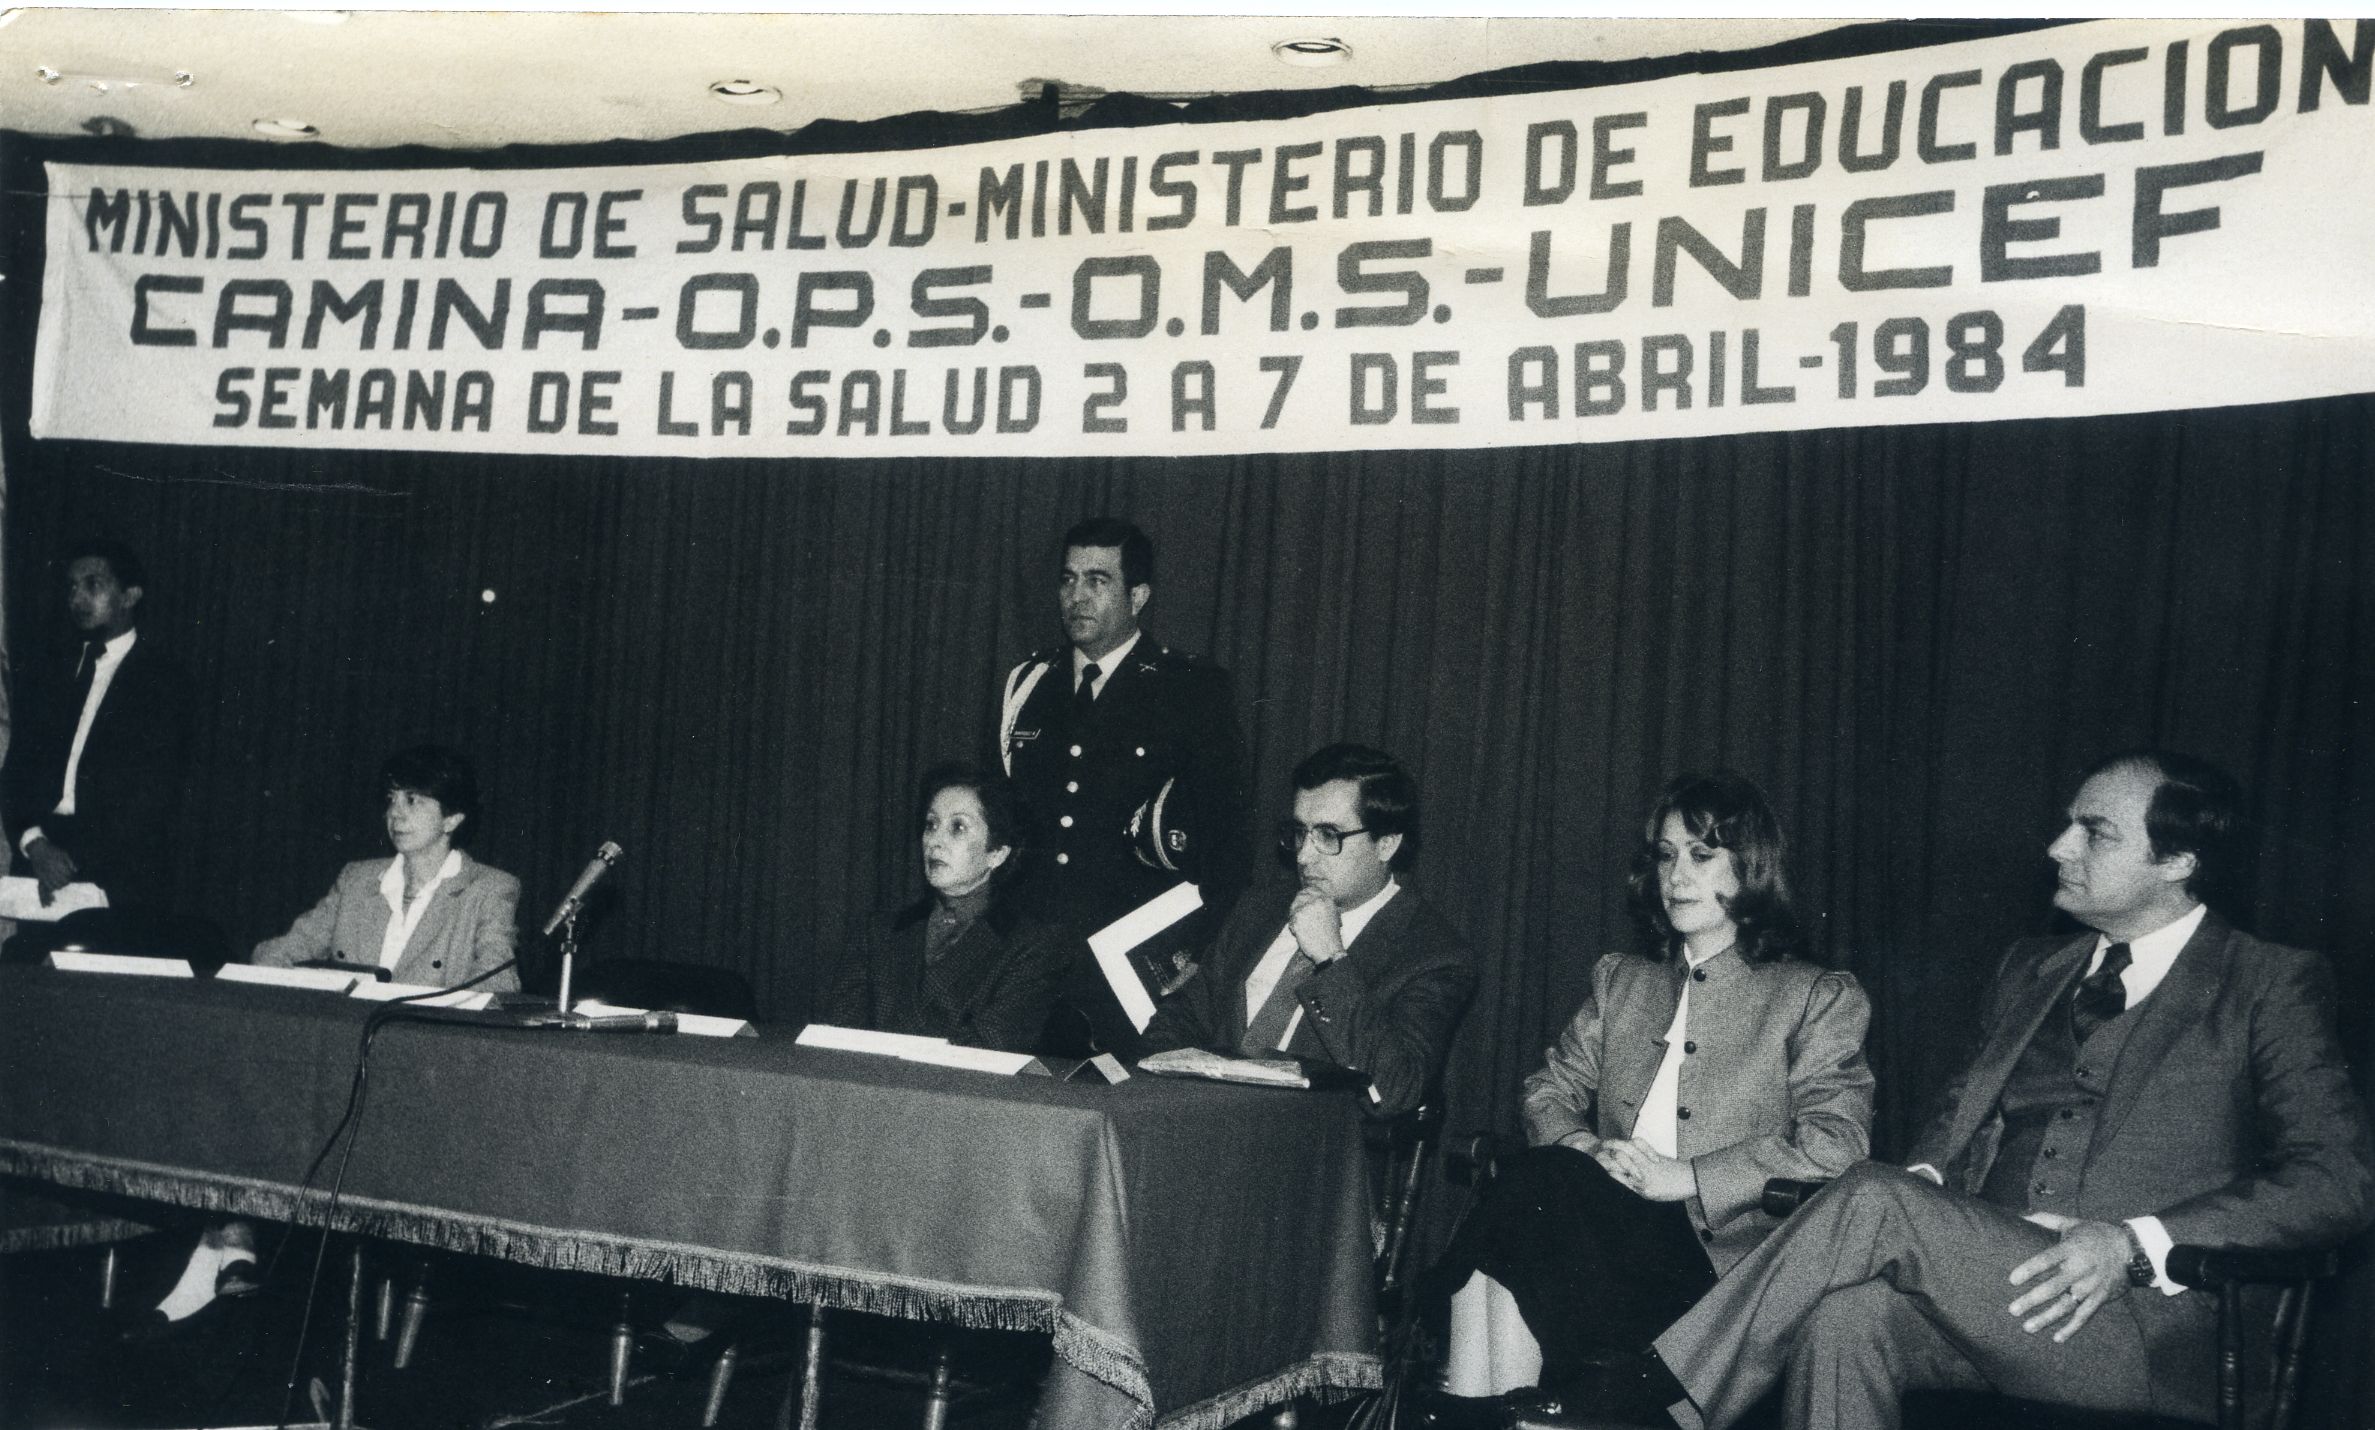 MINISTERIO DE SALUD-MINISTERIO DE EDUCACION
CAMINA-O.P.S.-O.M.S.-UNICEF
SEMANA DE LA SALUD 2 A 7 DE ABRIL-1984